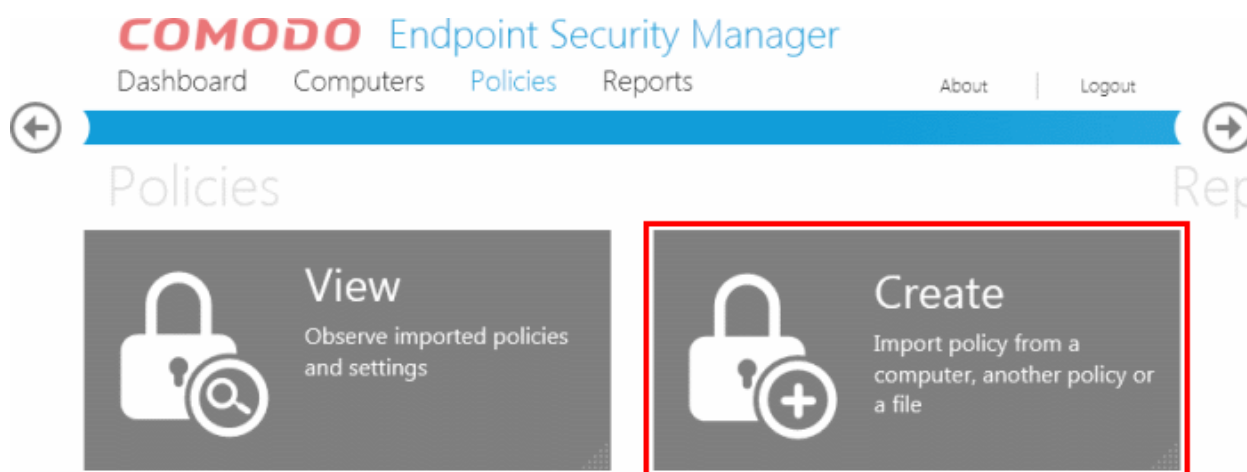 COMODO Endpoint Security Manager
Dashboard Computers Policies Reports About Logout
Policies
Rep
View
Observe imported policies
and settings
Create
Import policy from a
computer, another policy or
a file